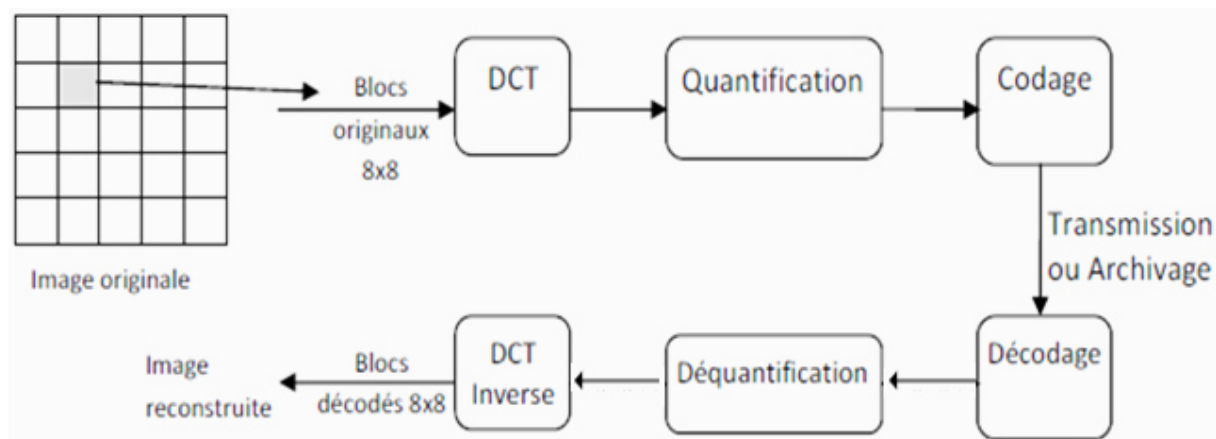 Blocs
originaux
8x8
DCT
Quantification
Codage
Image originale
Transmission
ou Archivage
Image
reconstruite
Blocs
décodés 8x8
DCT
Inverse
Déquantification
Décodage